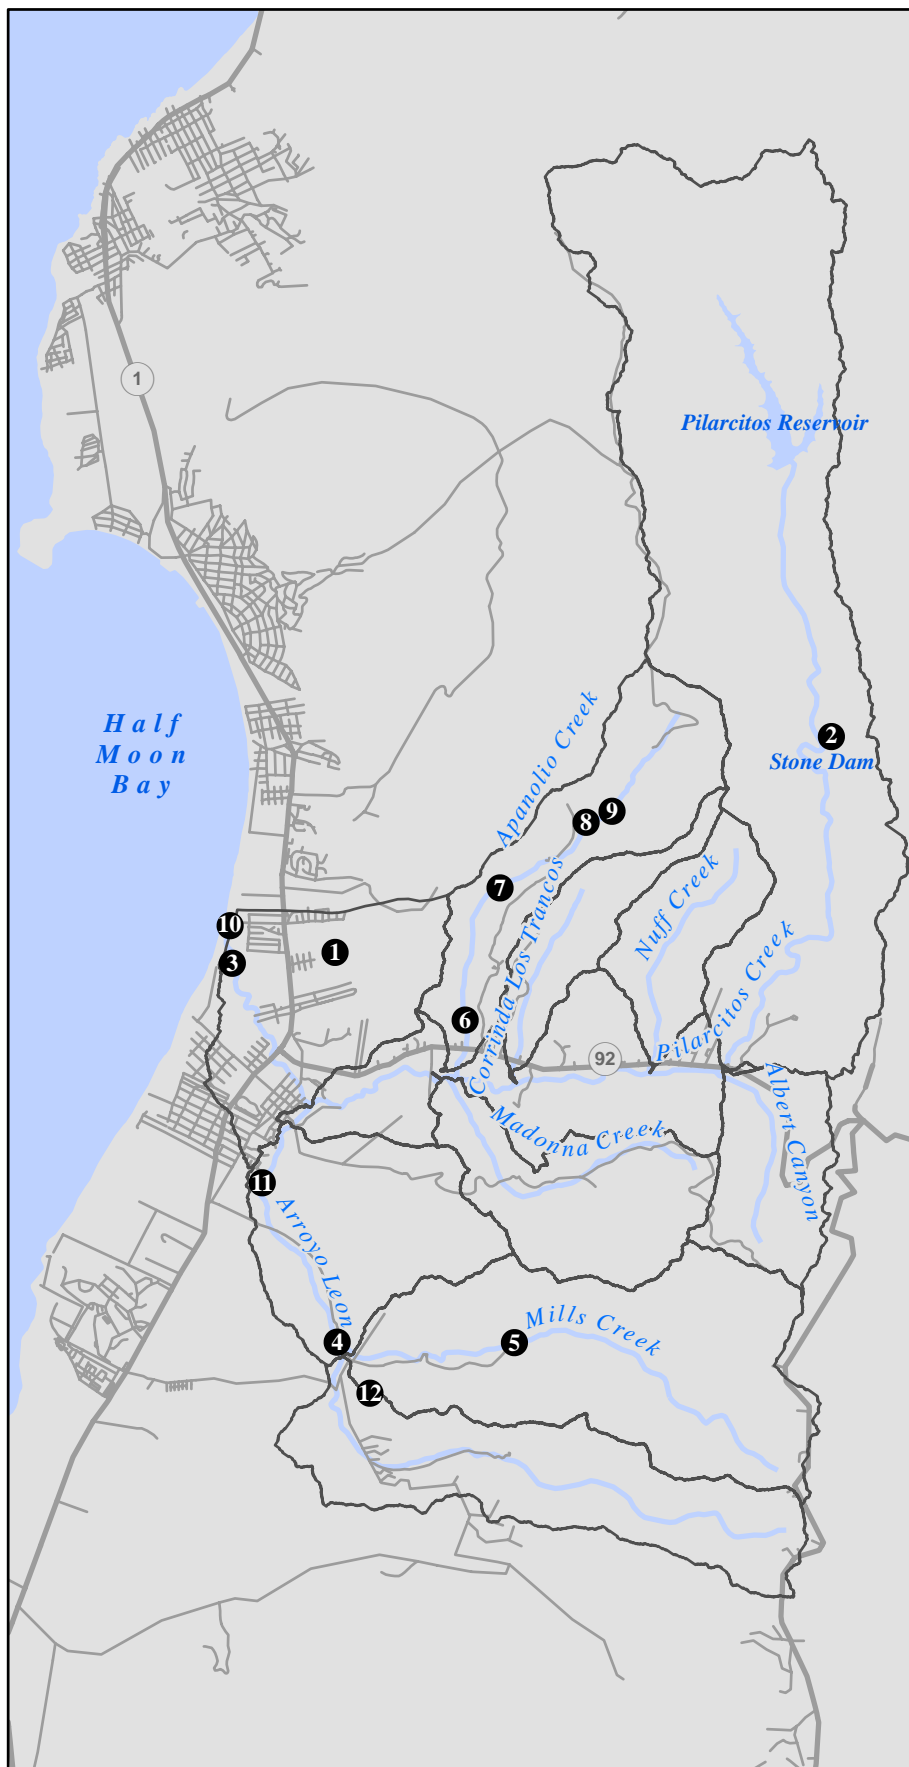 1
Pilarcitos Reservoir
Half
Moon
Bay
2
Stone Dam
Apanolio Creek
8
9
7
Corrinda Los Trancos
Nuff Creek
10
1
3
6
Pilarcitos Creek
92
Albert Canyon
Madonna Creek
11
Arroyo Leon
4
5
Mills Creek
12